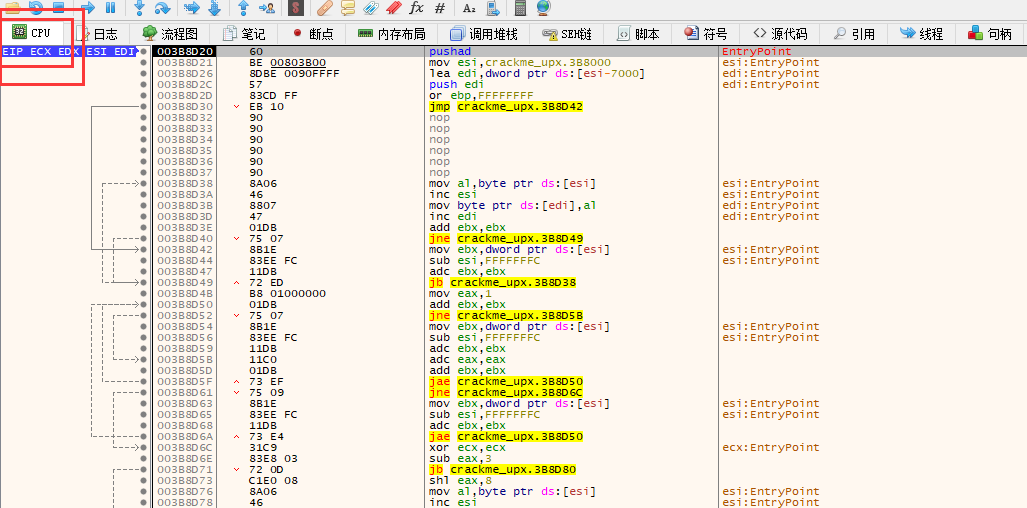 fx # A₂
CPU 日志 流程图 笔记 断点 内存布局 调用堆栈 SEH链 脚本 符号 源代码 引用 线程 句柄
EIP ECX EDX ESI EDI 003B8D20 60 pushad EntryPoint
003B8D21 BE 00803B00 mov esi,crackme_upx.3B8000 esi:EntryPoint
003B8D26 8DBE 0090FFFF lea edi,dword ptr ds:[esi-7000] edi:EntryPoint
003B8D2C 57 push edi edi:EntryPoint
003B8D2D 83CD FF or ebp,FFFFFFFF
003B8D30 EB 10 jmp crackme_upx.3B8D42
003B8D32 90 nop
003B8D33 90 nop
003B8D34 90 nop
003B8D35 90 nop
003B8D36 90 nop
003B8D37 90 nop
003B8D38 8A06 mov al,byte ptr ds:[esi] esi:EntryPoint
003B8D3A 46 inc esi esi:EntryPoint
003B8D3B 8807 mov byte ptr ds:[edi],al edi:EntryPoint
003B8D3D 47 inc edi edi:EntryPoint
003B8D3E 01DB add ebx,ebx
003B8D40 75 07 jne crackme_upx.3B8D49
003B8D42 8B1E mov ebx,dword ptr ds:[esi] esi:EntryPoint
003B8D44 83EE FC sub esi,FFFFFFFC esi:EntryPoint
003B8D47 11DB adc ebx,ebx
003B8D49 72 ED jb crackme_upx.3B8D38
003B8D4B B8 01000000 mov eax,1
003B8D50 01DB add ebx,ebx
003B8D52 75 07 jne crackme_upx.3B8D5B
003B8D54 8B1E mov ebx,dword ptr ds:[esi] esi:EntryPoint
003B8D56 83EE FC sub esi,FFFFFFFC esi:EntryPoint
003B8D59 11DB adc ebx,ebx
003B8D5B 11C0 adc eax,eax
003B8D5D 01DB add ebx,ebx
003B8D5F 73 EF jae crackme_upx.3B8D50
003B8D61 75 09 jne crackme_upx.3B8D6C
003B8D63 8B1E mov ebx,dword ptr ds:[esi] esi:EntryPoint
003B8D65 83EE FC sub esi,FFFFFFFC esi:EntryPoint
003B8D68 11DB adc ebx,ebx
003B8D6A 73 E4 jae crackme_upx.3B8D50
003B8D6C 31C9 xor ecx,ecx ecx:EntryPoint
003B8D6E 83E8 03 sub eax,3
003B8D71 72 0D jb crackme_upx.3B8D80
003B8D73 C1E0 08 shl eax,8
003B8D76 8A06 mov al,byte ptr ds:[esi] esi:EntryPoint
003B8D78 46 inc esi esi:EntryPoint